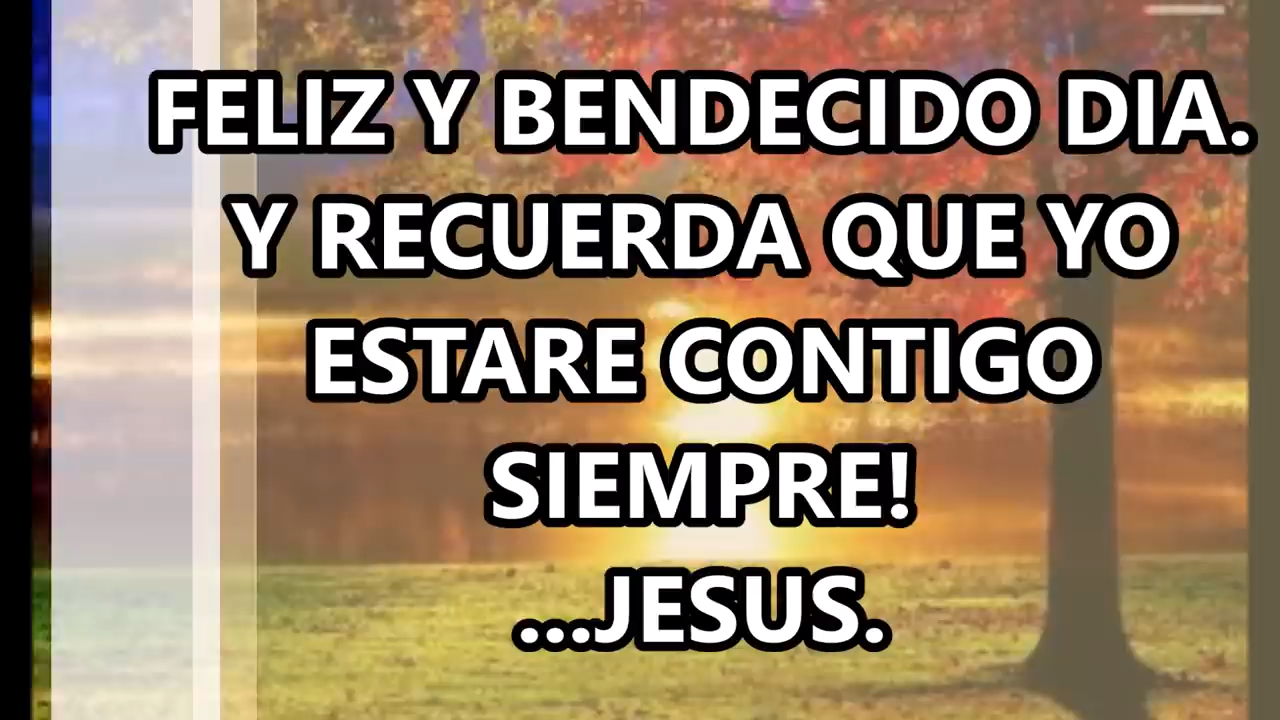 FELIZ Y BENDECIDO DIA.
Y RECUERDA QUE YO
ESTARE CONTIGO
SIEMPRE!
...JESUS.